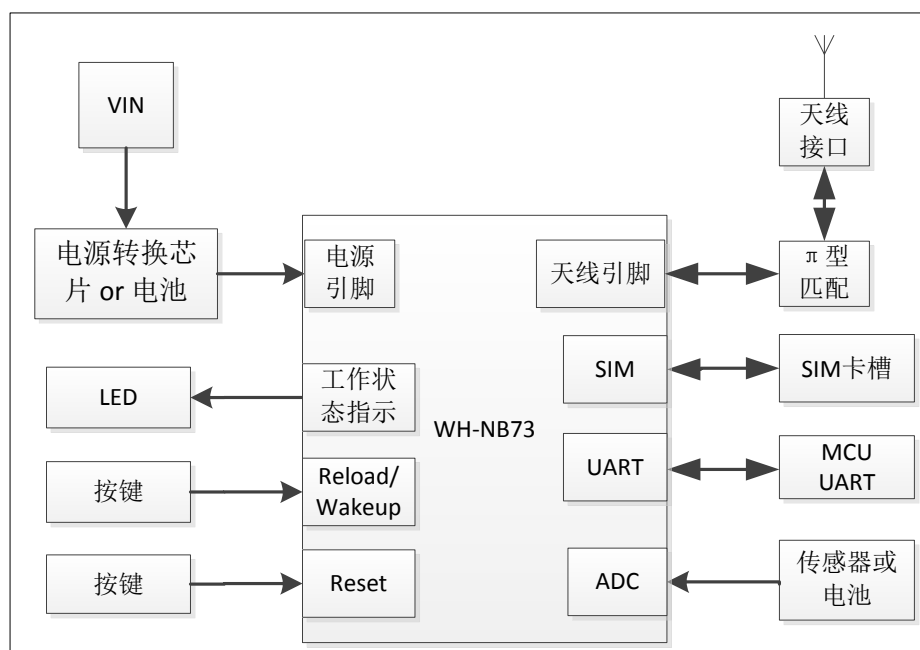 VIN
天线
接口
电源转换芯
片 or 电池
电源
引脚
天线引脚
π 型
匹配
LED
工作状
态指示
WH-NB73
SIM
SIM卡槽
按键
Reload/
Wakeup
UART
MCU
UART
按键
Reset
ADC
传感器或
电池